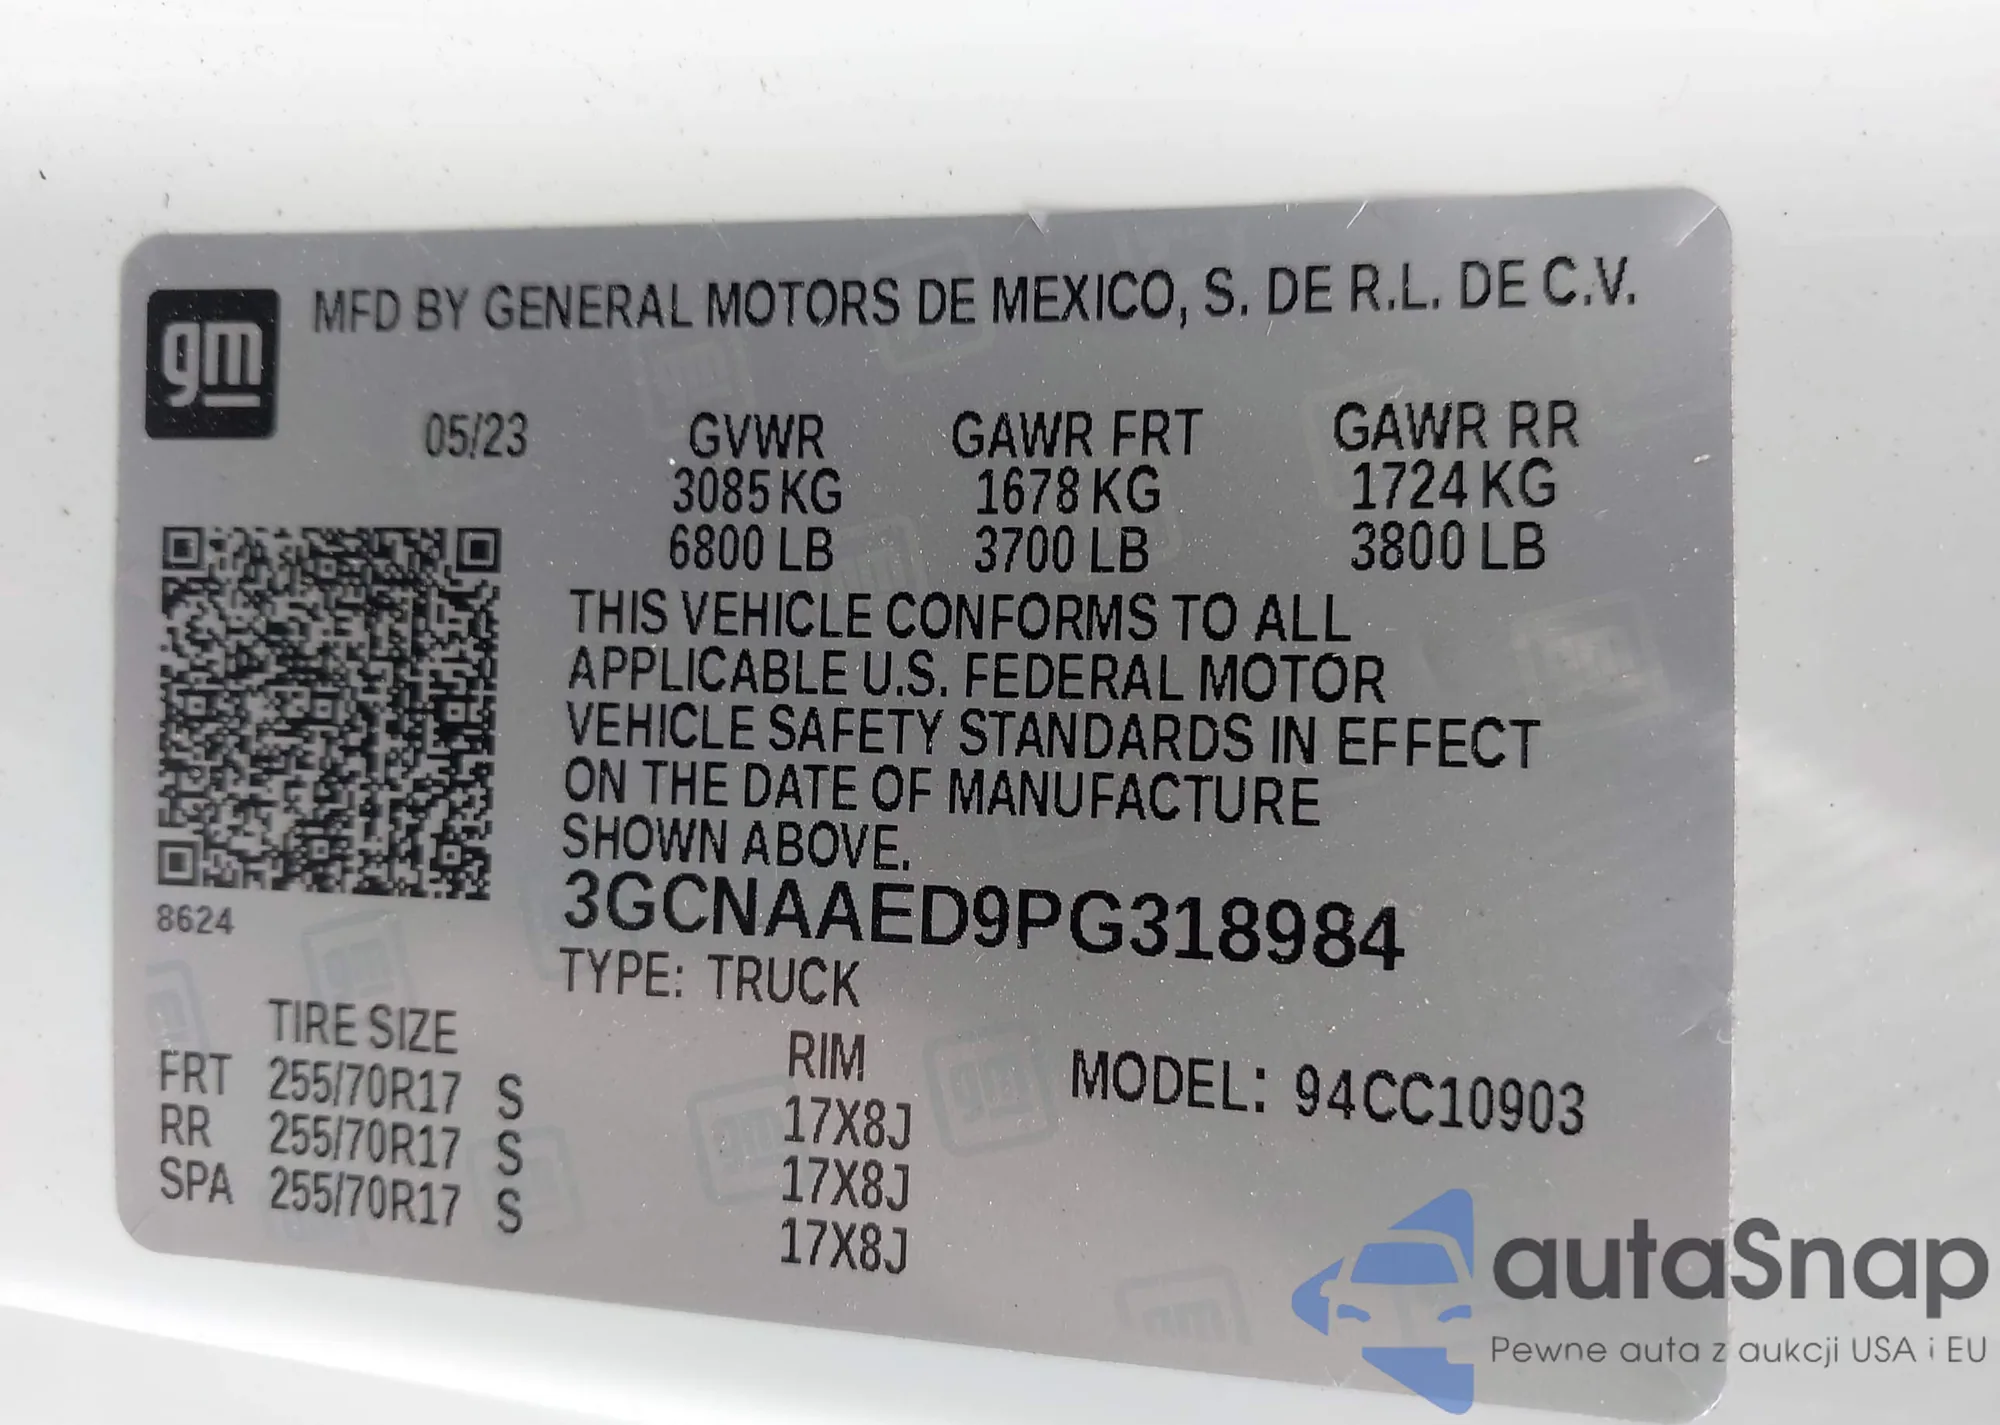 gm
MFD BY GENERAL MOTORS DE MEXICO, S. DE R.L. DE C.V.
05/23 GVWR GAWR FRT GAWR RR
3085 KG 1678 KG 1724 KG
6800 LB 3700 LB 3800 LB
THIS VEHICLE CONFORMS TO ALL
APPLICABLE U.S. FEDERAL MOTOR
VEHICLE SAFETY STANDARDS IN EFFECT
ON THE DATE OF MANUFACTURE
SHOWN ABOVE.
8624
3GCNAAED9PG318984
TYPE: TRUCK
TIRE SIZE RIM MODEL: 94CC10903
FRT 255/70R17 S 17X8J
RR 255/70R17 S 17X8J
SPA 255/70R17 S 17X8J
autaSnap
Pewne auta z aukcji USA i EU